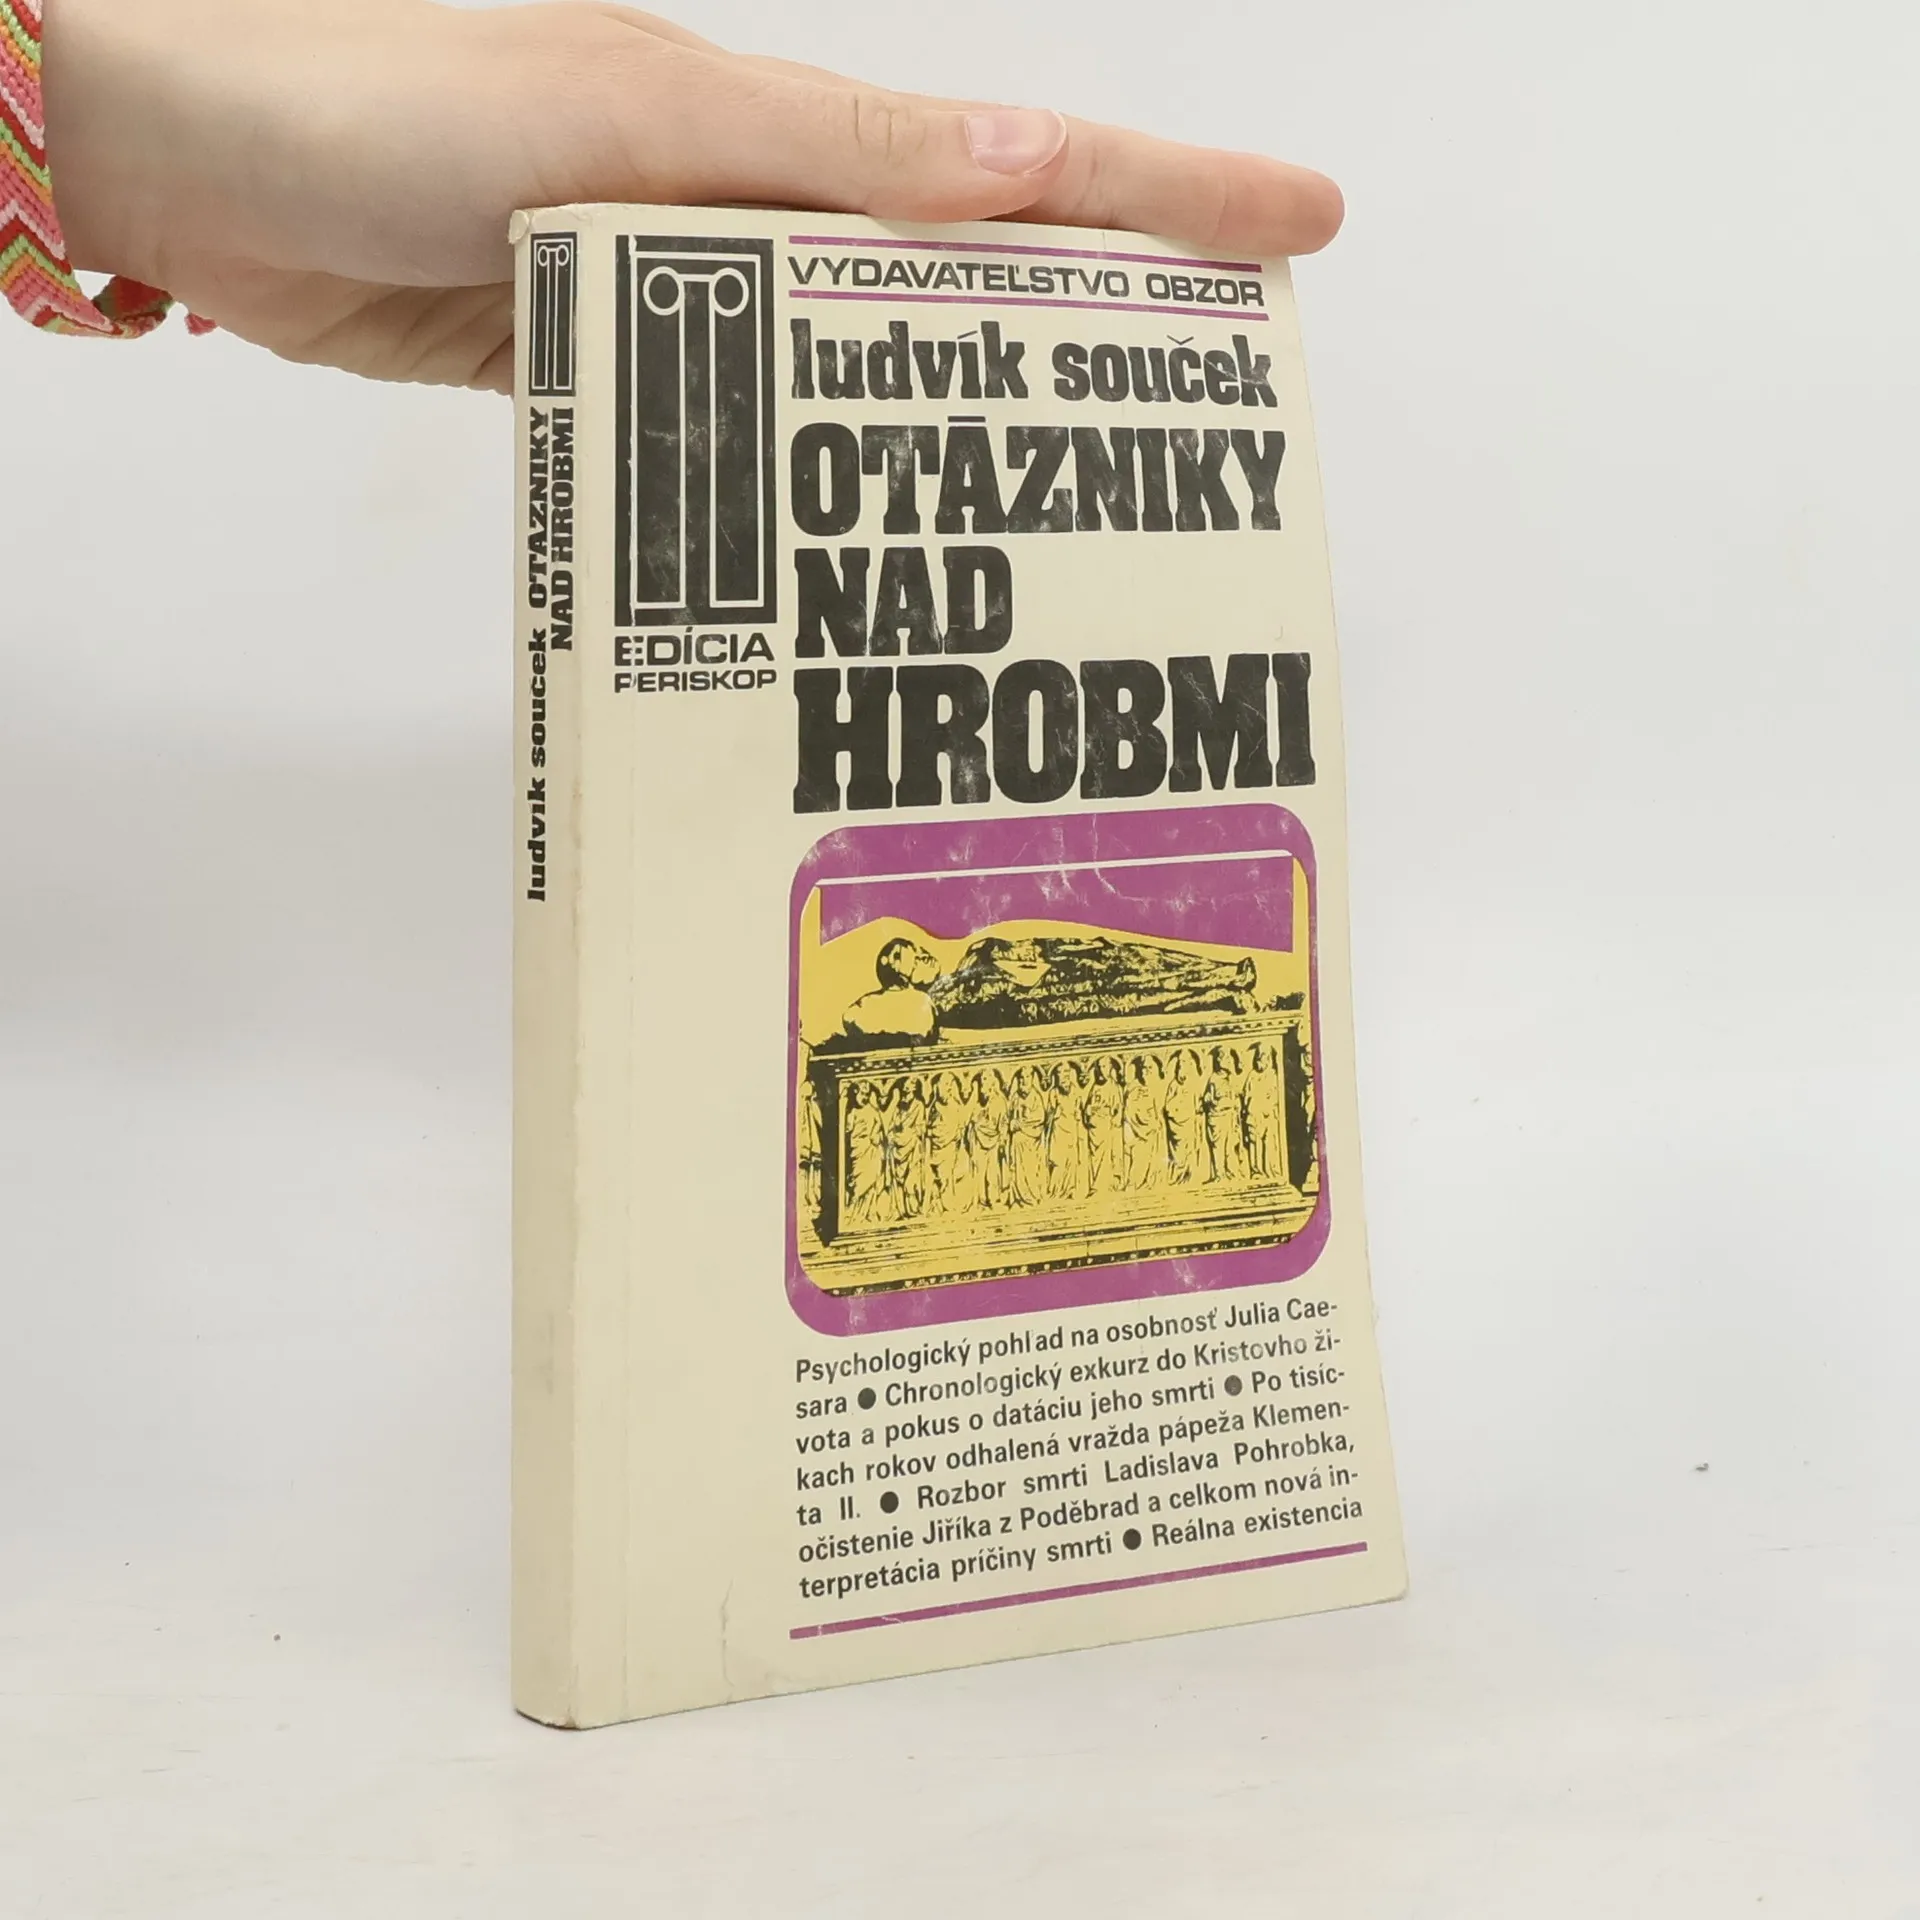 VYDAVATEĽSTVO OBZOR
ludvík souček
OTÁZNIKY
NAD
HROBMI
EDÍCIA
PERISKOP
Psychologický pohľad na osobnosť Julia Cae-
sara ● Chronologický exkurz do Kristovho ži-
vota a pokus o datáciu jeho smrti ● Po tisíc-
kach rokov odhalená vražda pápeža Klemen-
ta II. ● Rozbor smrti Ladislava Pohrobka,
očistenie Jiříka z Poděbrad a celkom nová in-
terpretácia príčiny smrti ● Reálna existencia
ludvík souček OTÁZNIKY
NAD HROBMI